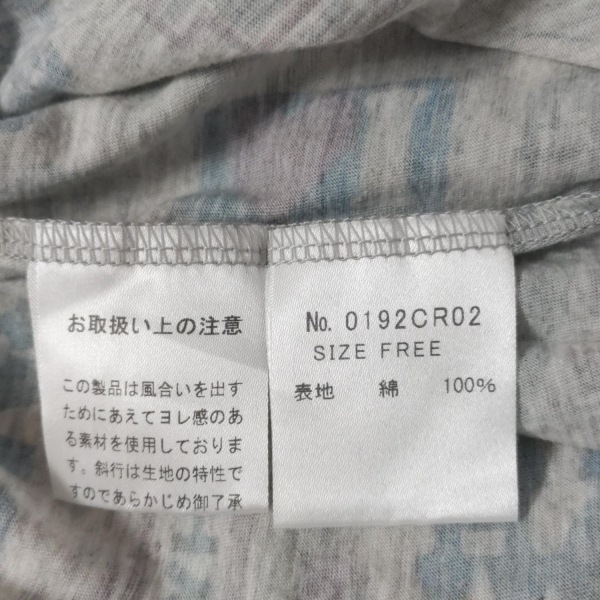 お取扱い上の注意
この製品は風合いを出す
ためにあえてヨレ感のあ
る素材を使用しておりま
す。斜行は生地の特性で
すのであらかじめ御了承
No. 0192CR02
SIZE FREE
表地 綿 100%